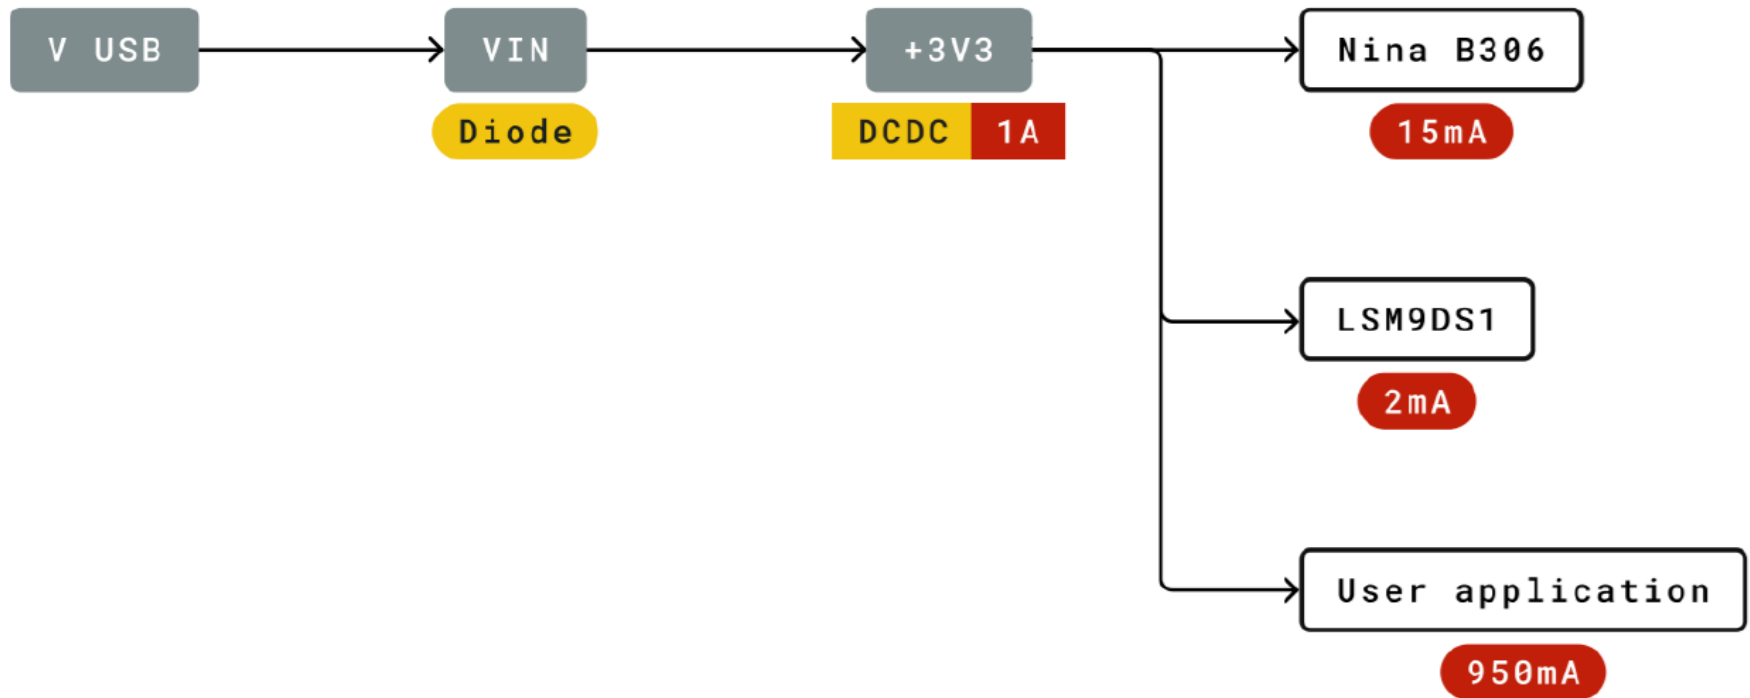 V USB
VIN
+3V3
Nina B306
Diode
DCDC
1A
15mA
LSM9DS1
2mA
User application
950mA